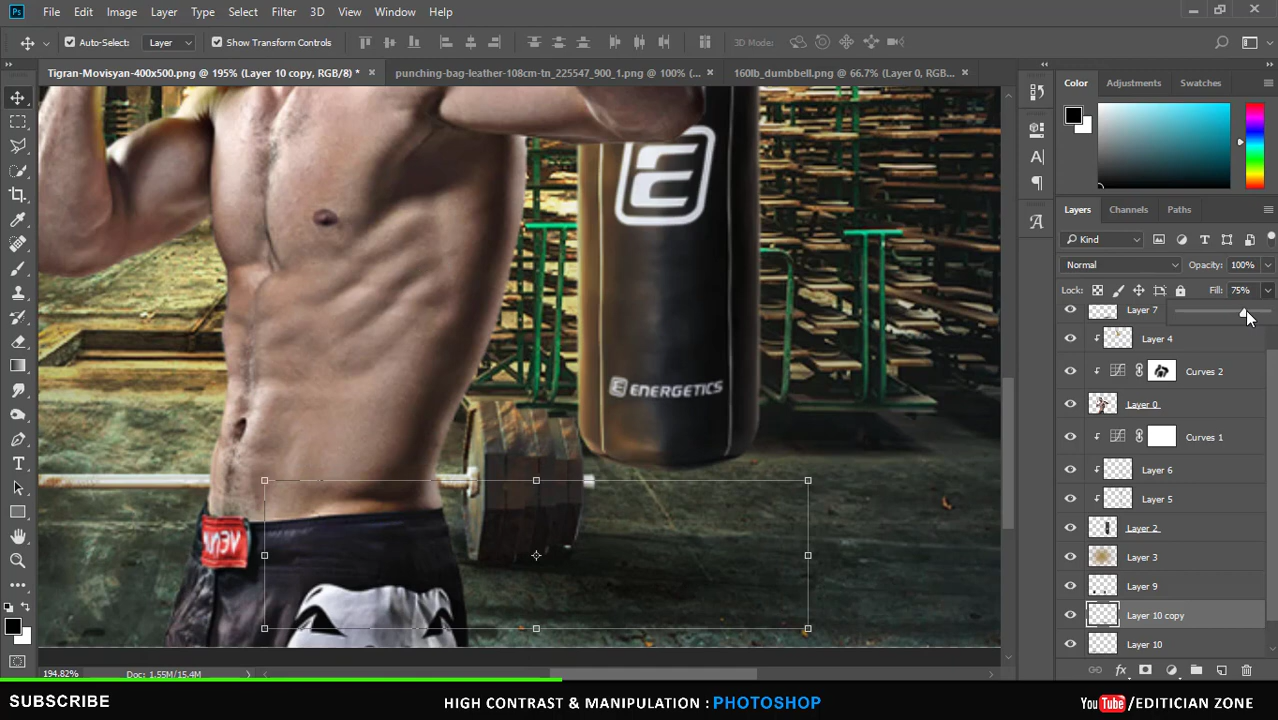 Ps File Edit Image Layer Type Select Filter 3D View Window Help
Auto-Select: Layer Show Transform Controls 3D Mode:
Tigran-Movisyan-400x500.png @ 195% (Layer 10 copy, RGB/8) * × punching-bag-leather-108cm-tn_225547_900_1.png @ 100% (... × 160lb_dumbbell.png @ 66.7% (Layer 0, RGB... ×
Color Adjustments Swatches
Layers Channels Paths
Kind
Normal Opacity: 100%
Lock: Fill: 75%
Layer 7
Layer 4
Curves 2
Layer 0
Curves 1
Layer 6
Layer 5
Layer 2
Layer 3
Layer 9
Layer 10 copy
Layer 10
E
E ENERGETICS
194.82% Doc: 1.55M/15.4M
SUBSCRIBE
HIGH CONTRAST & MANIPULATION : PHOTOSHOP
YouTube /EDITICIAN ZONE